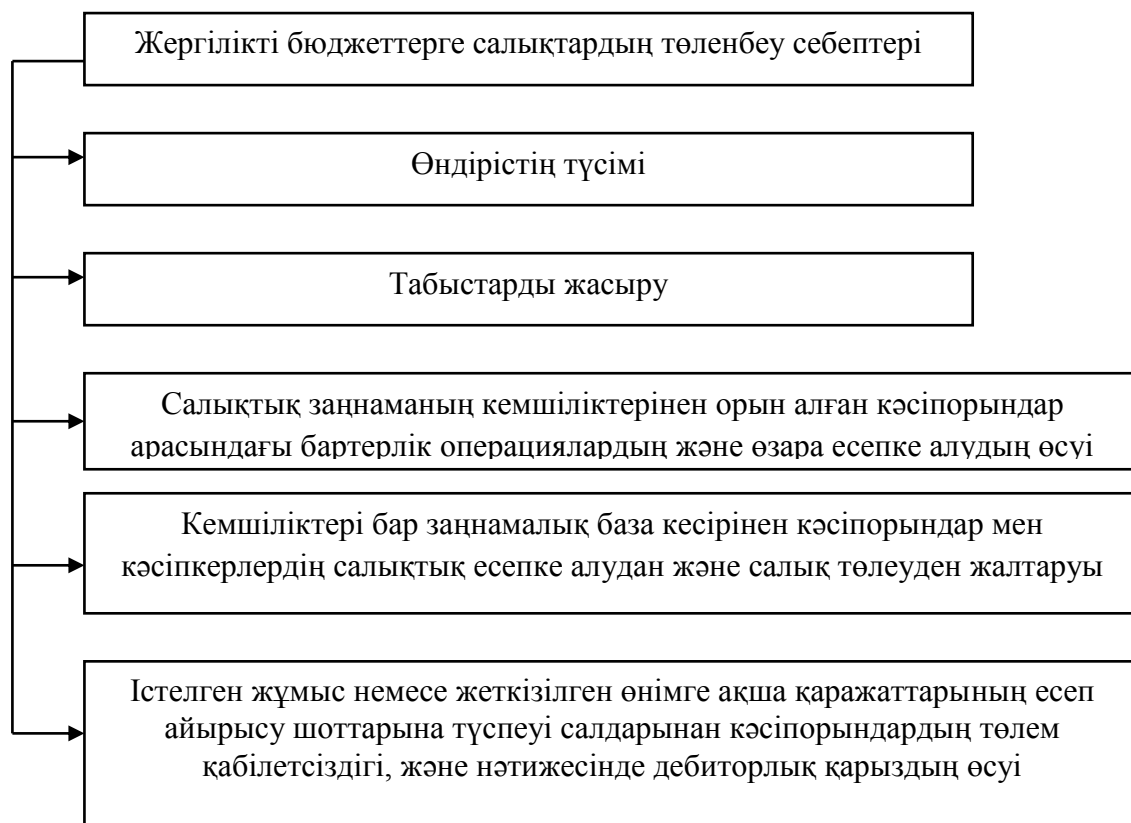 Жергілікті бюджеттерге салықтардың төленбеу себептері
Өндірістің түсімі
Табыстарды жасыру
Салықтық заңнаманың кемшіліктерінен орын алған кәсіпорындар
арасындағы бартерлік операциялардың және өзара есепке алудың өсуі
Кемшіліктері бар заңнамалық база кесірінен кәсіпорындар мен
кәсіпкерлердің салықтық есепке алудан және салық төлеуден жалтаруы
Істелген жұмыс немесе жеткізілген өнімге ақша қаражаттарының есеп
айырысу шоттарына түспеуі салдарынан кәсіпорындардың төлем
қабілетсіздігі, және нәтижесінде дебиторлық қарыздың өсуі